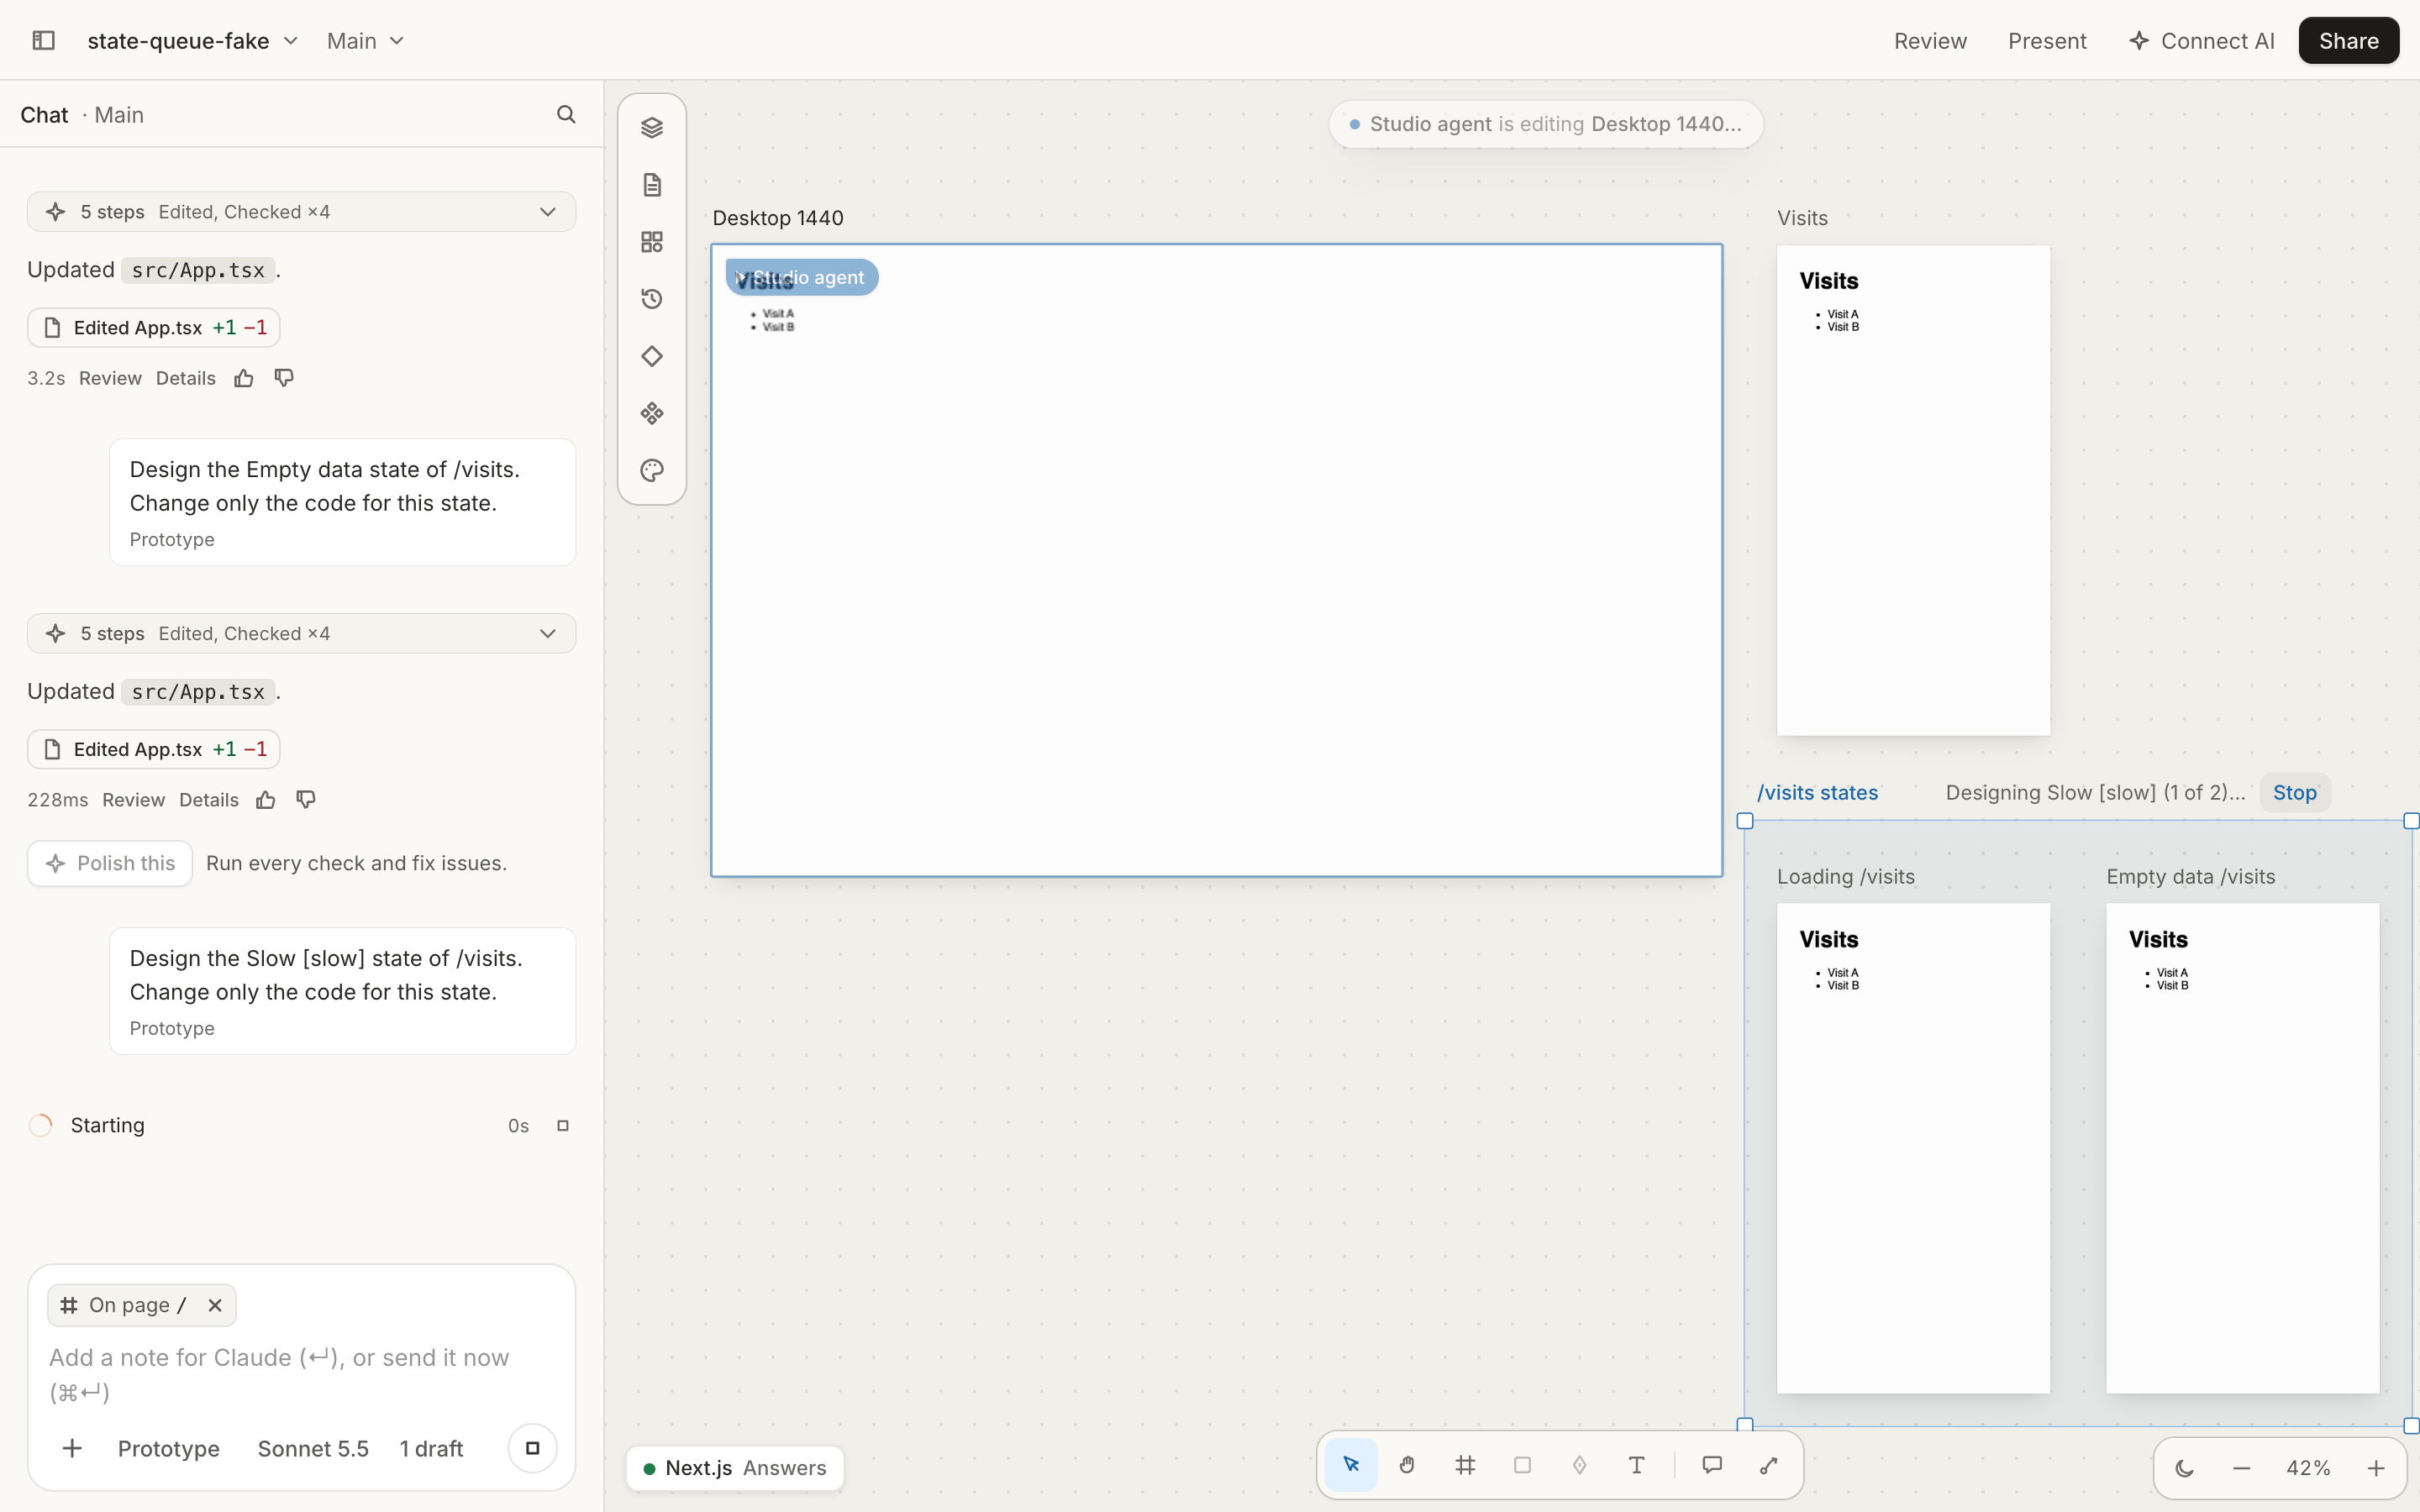 state-queue-fake
Main
Review
Present
Connect AI
Share
Chat · Main
5 steps Edited, Checked ×4
Updated src/App.tsx.
Edited App.tsx +1 −1
3.2s Review Details
Design the Empty data state of /visits.
Change only the code for this state.
Prototype
5 steps Edited, Checked ×4
Updated src/App.tsx.
Edited App.tsx +1 −1
228ms Review Details
Polish this Run every check and fix issues.
Design the Slow [slow] state of /visits.
Change only the code for this state.
Prototype
Starting 0s
On page /
Add a note for Claude (↵), or send it now
(⌘↵)
Prototype Sonnet 5.5 1 draft
Studio agent is editing Desktop 1440...
Desktop 1440
Studio agent
Visits
Visit A
Visit B
Visits
Visits
Visit A
Visit B
/visits states
Designing Slow [slow] (1 of 2)...
Stop
Loading /visits
Visits
Visit A
Visit B
Empty data /visits
Visits
Visit A
Visit B
Next.js Answers
42%